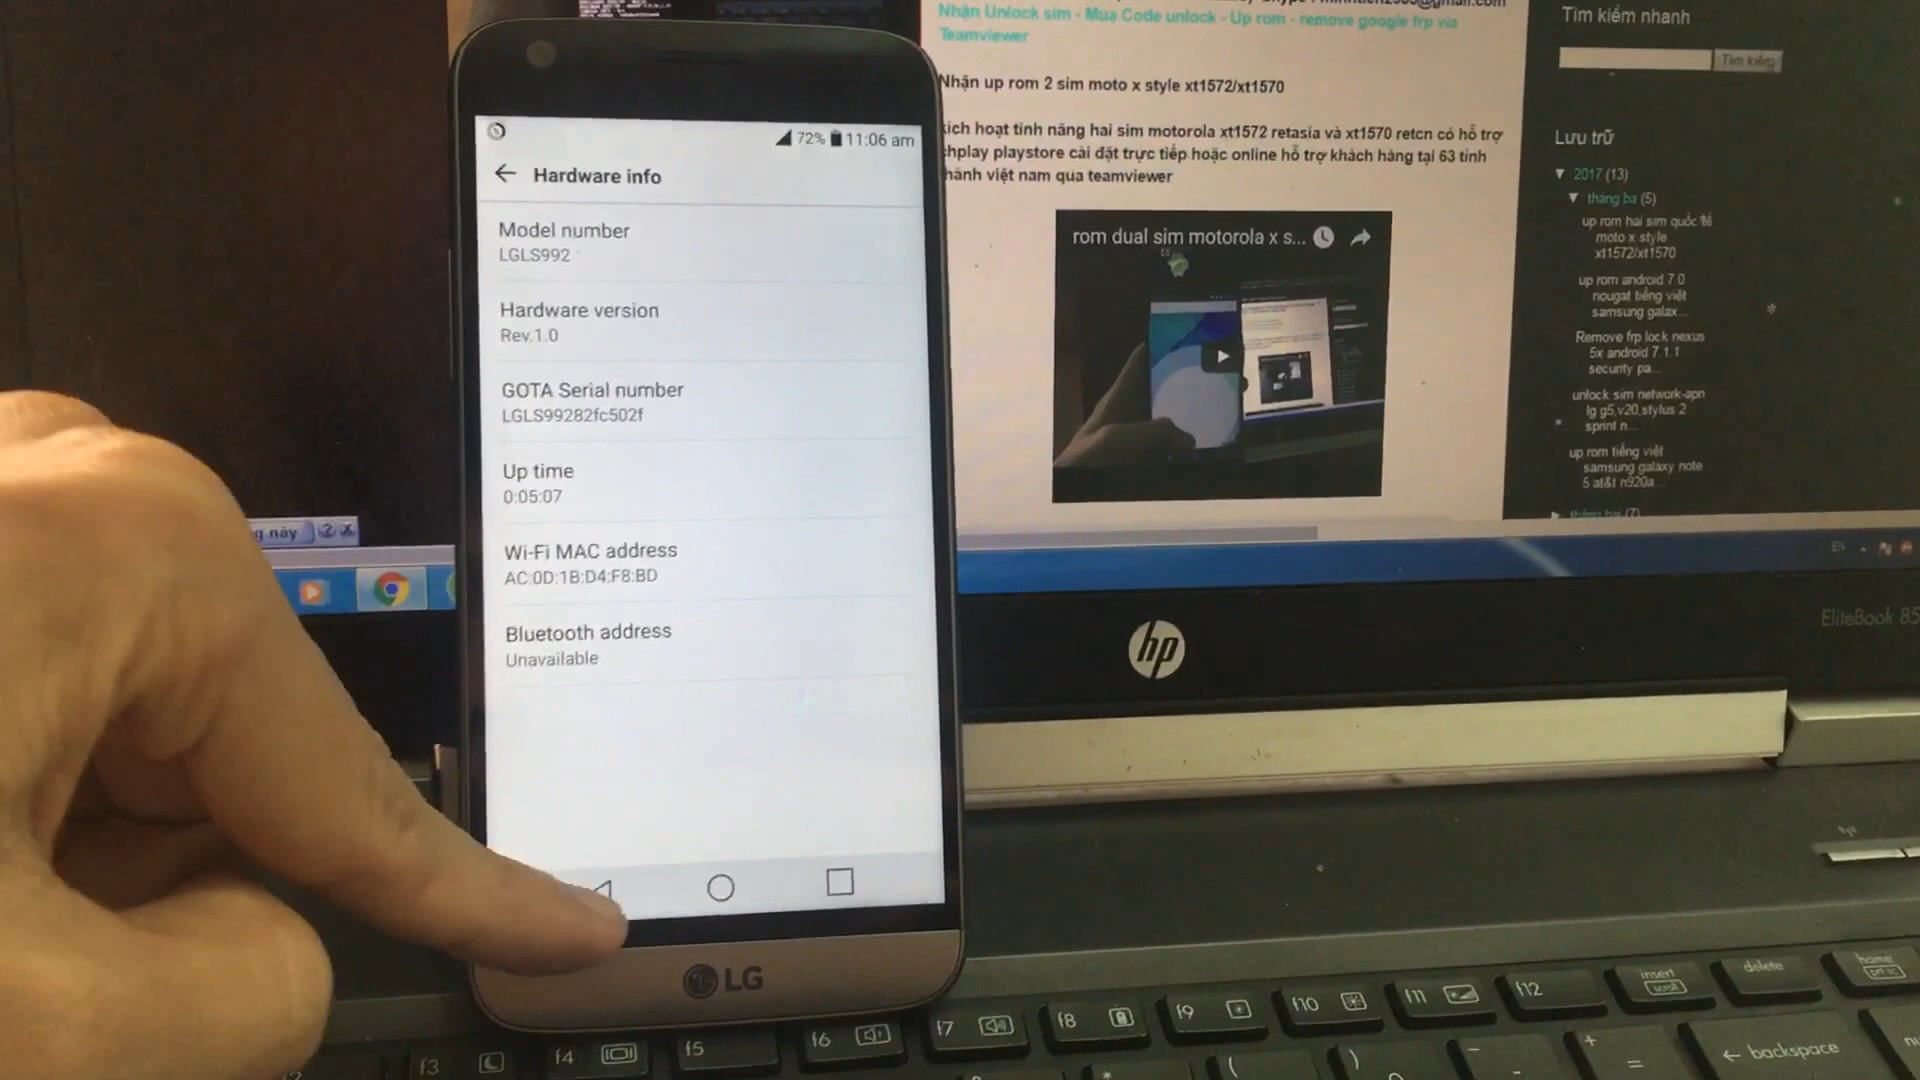 72% 11:06 am
Hardware info
Model number
LGLS992
Hardware version
Rev.1.0
GOTA Serial number
LGLS99282fc502f
Up time
0:05:07
Wi-Fi MAC address
AC:0D:1B:D4:F8:BD
Bluetooth address
Unavailable
LG
Nhận Unlock sim - Mua Code unlock - Up rom - remove google frp via
Teamviewer
Nhận up rom 2 sim moto x style xt1572/xt1570
kích hoạt tính năng hai sim motorola xt1572 retasia và xt1570 retcn có hỗ trợ
chplay playstore cài đặt trực tiếp hoặc online hỗ trợ khách hàng tại 63 tỉnh
hành việt nam qua teamviewer
rom dual sim motorola x s...
Tìm kiếm nhanh
Tìm kiếm
Lưu trữ
▼ 2017 (13)
▼ tháng ba (5)
up rom hai sim quốc tế
moto x style
xt1572/xt1570
up rom android 7.0
nougat tiếng việt
samsung galax...
Remove frp lock nexus
5x android 7.1.1
security pa...
unlock sim network-apn
lg g5,v20,stylus 2
sprint n...
up rom tiếng việt
samsung galaxy note
5 at&t n920a...
này
EN
hp
EliteBook 85
f3
f4
f5
f6
f7
f8
f9
f10
f11
f12
insert
scroll
delete
home
← backspace